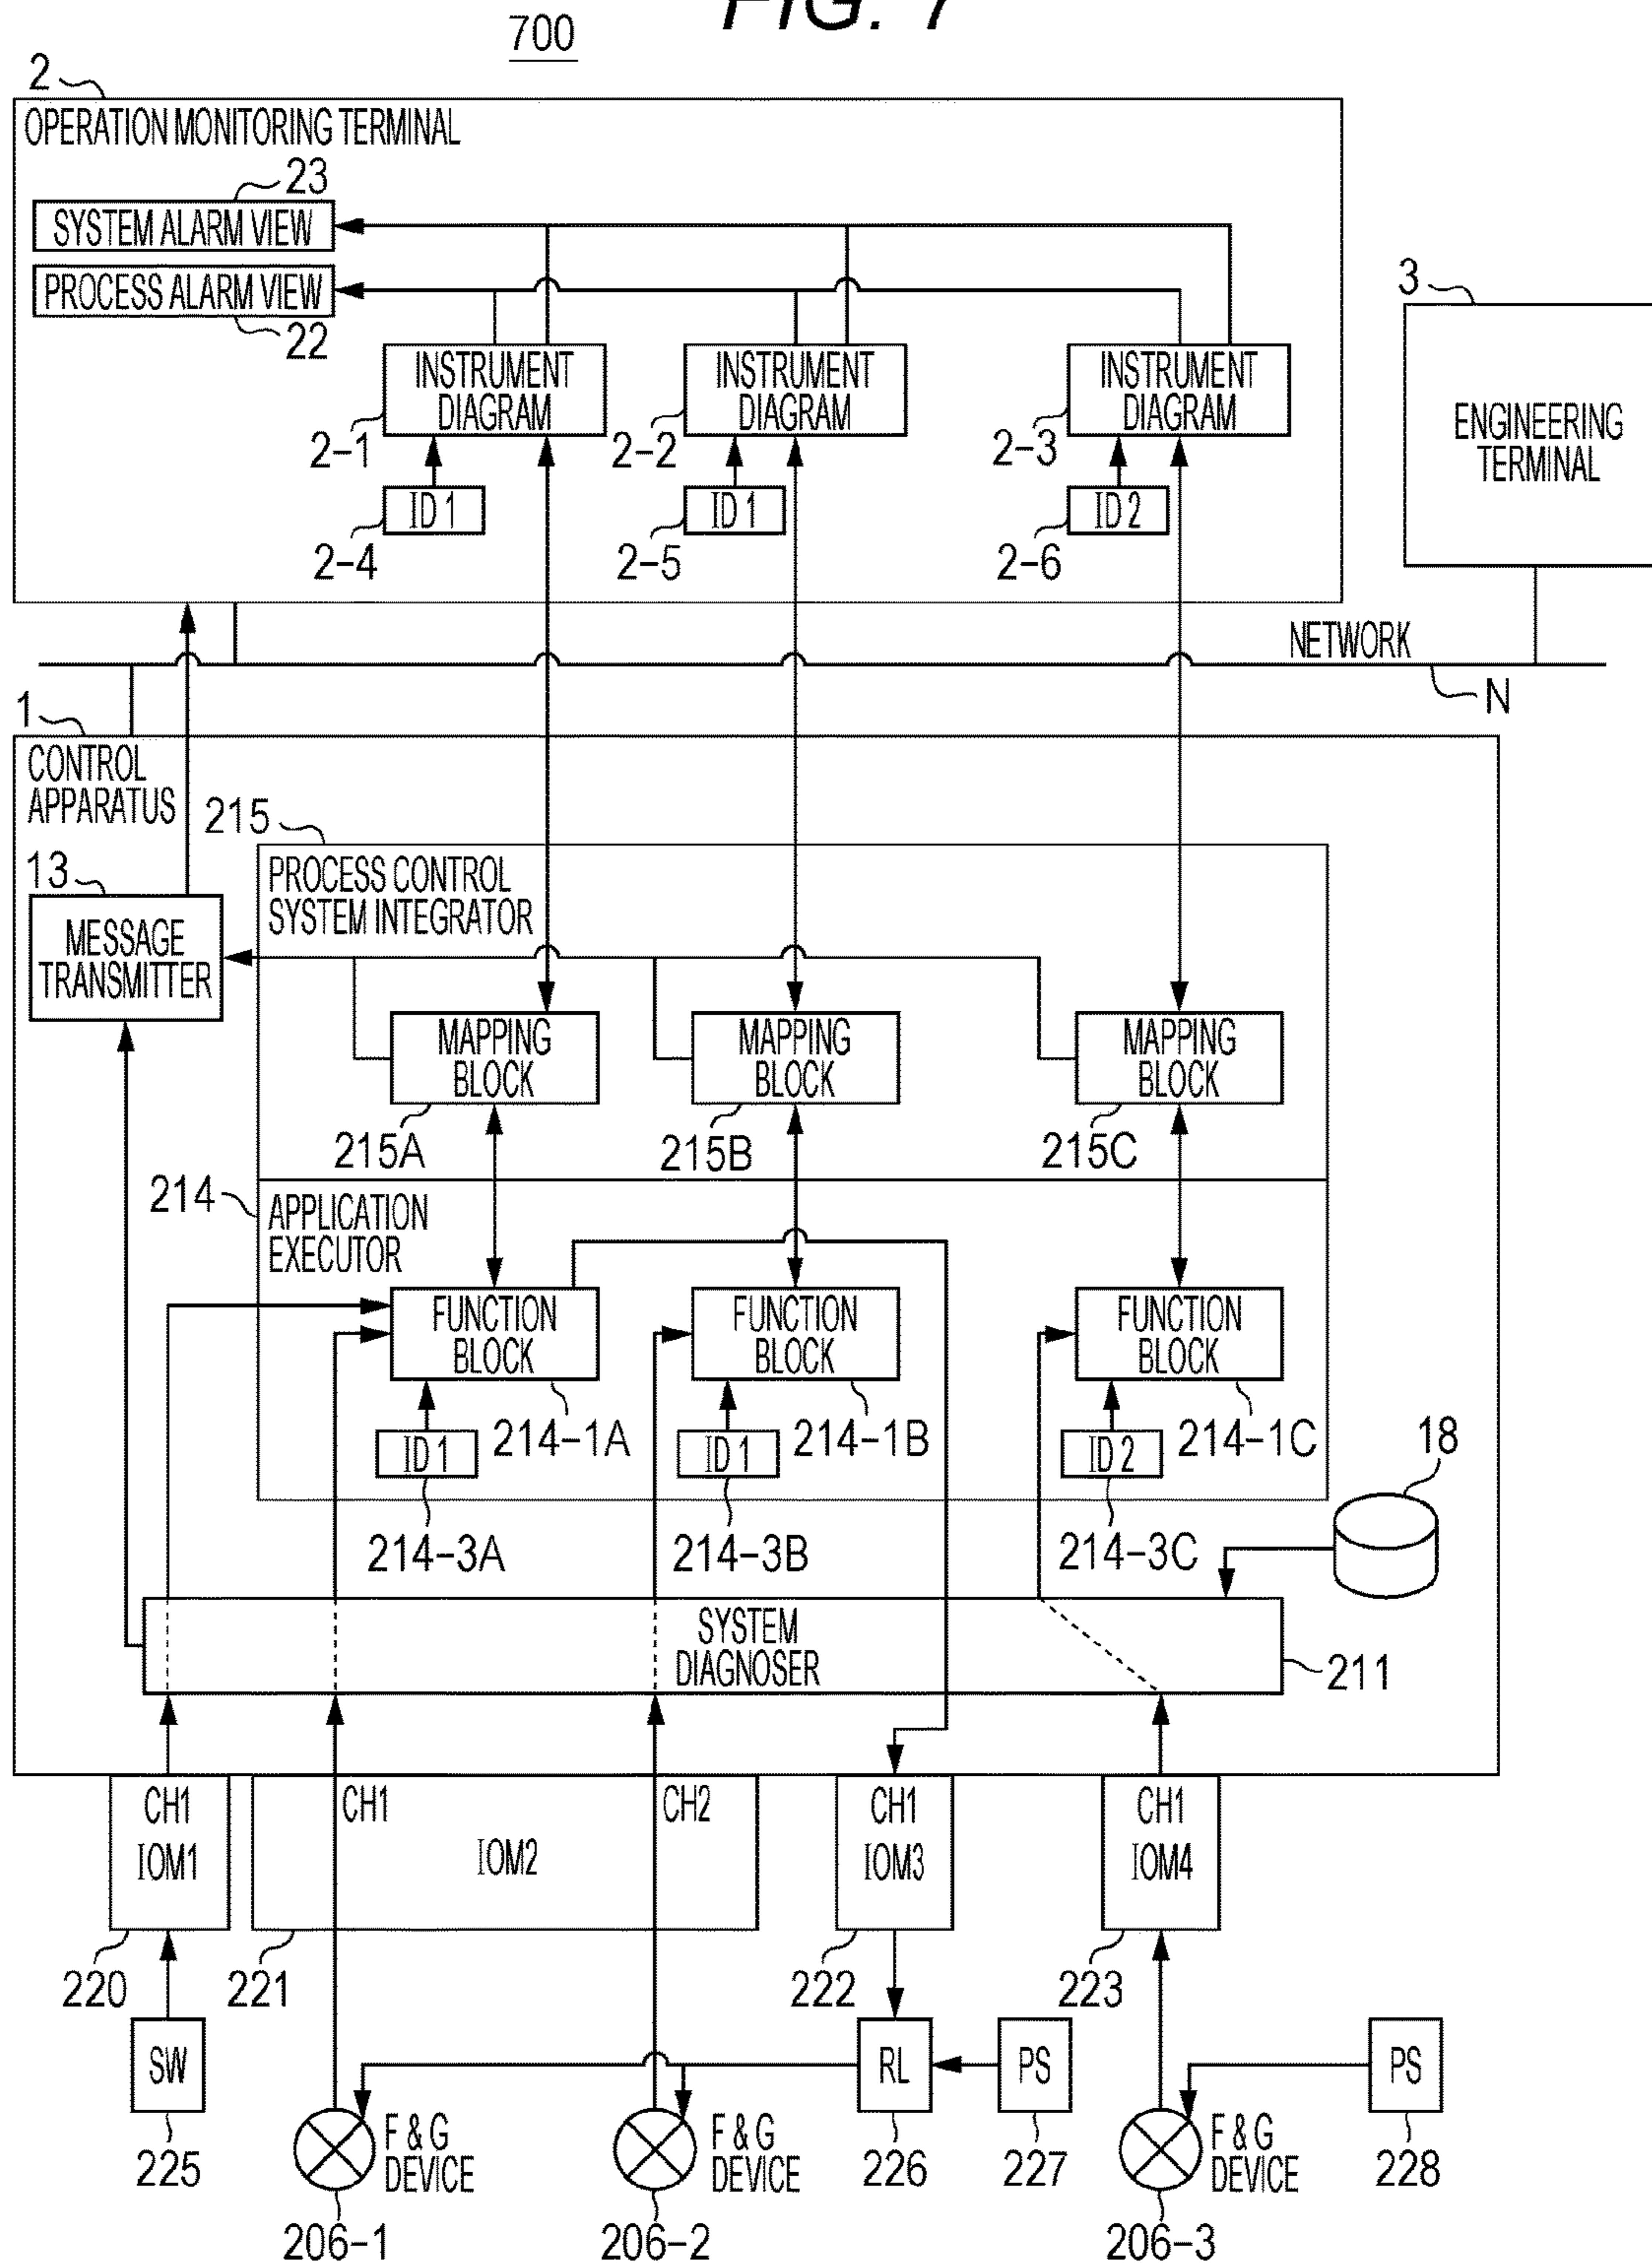 FIG. 7
700
2
OPERATION MONITORING TERMINAL
23
SYSTEM ALARM VIEW
PROCESS ALARM VIEW
22
3
INSTRUMENT
DIAGRAM
INSTRUMENT
DIAGRAM
INSTRUMENT
DIAGRAM
ENGINEERING
TERMINAL
2-1
2-2
2-3
ID 1
ID 1
ID 2
2-4
2-5
2-6
NETWORK
N
1
CONTROL
APPARATUS
215
PROCESS CONTROL
SYSTEM INTEGRATOR
13
MESSAGE
TRANSMITTER
MAPPING
BLOCK
MAPPING
BLOCK
MAPPING
BLOCK
215A
215B
215C
214
APPLICATION
EXECUTOR
FUNCTION
BLOCK
FUNCTION
BLOCK
FUNCTION
BLOCK
214-1A
214-1B
214-1C
ID 1
ID 1
ID 2
18
214-3A
214-3B
214-3C
SYSTEM
DIAGNOSER
211
CH1
IOM1
CH1
IOM2
CH2
CH1
IOM3
CH1
IOM4
220
221
222
223
SW
RL
PS
PS
225
F & G
DEVICE
F & G
DEVICE
226
227
F & G
DEVICE
228
206-1
206-2
206-3